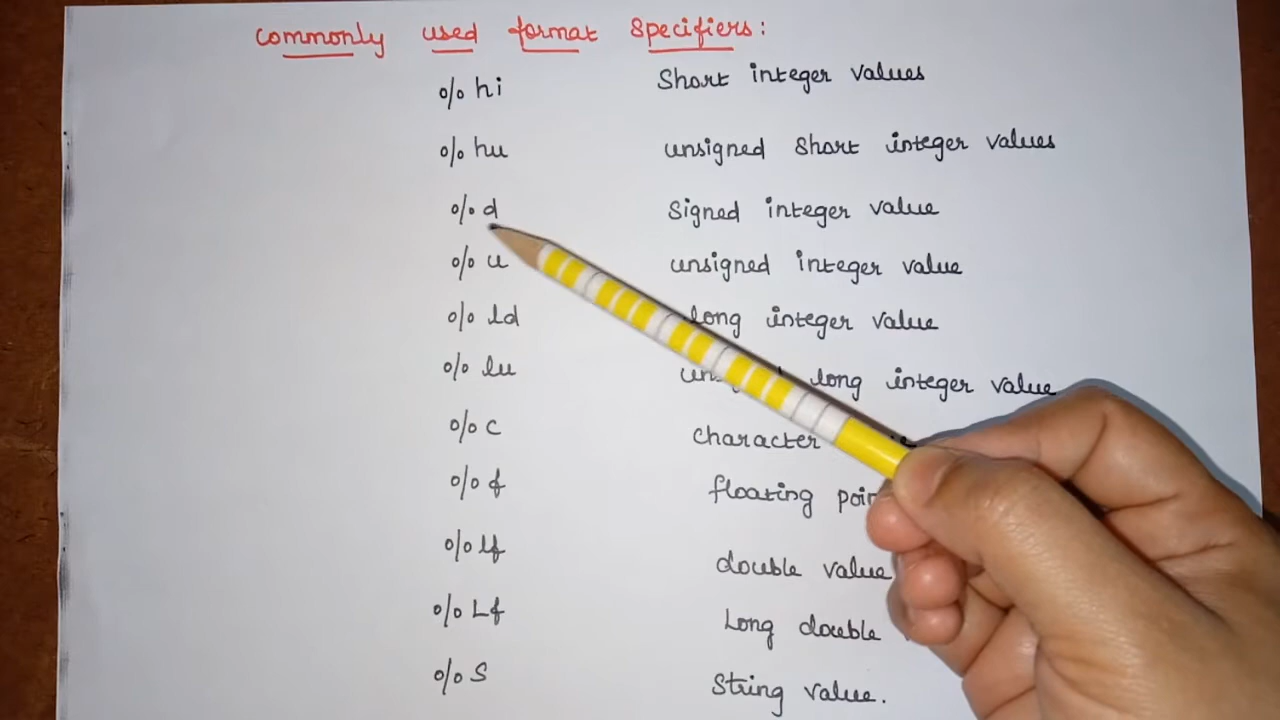 commonly used format specifiers:
%hi Short integer values
%hu unsigned short integer values
%d Signed integer value
%u unsigned integer value
%ld long integer value
%lu long integer value
%c character
%f floating
%lf double value
%Lf Long double
%S String value.